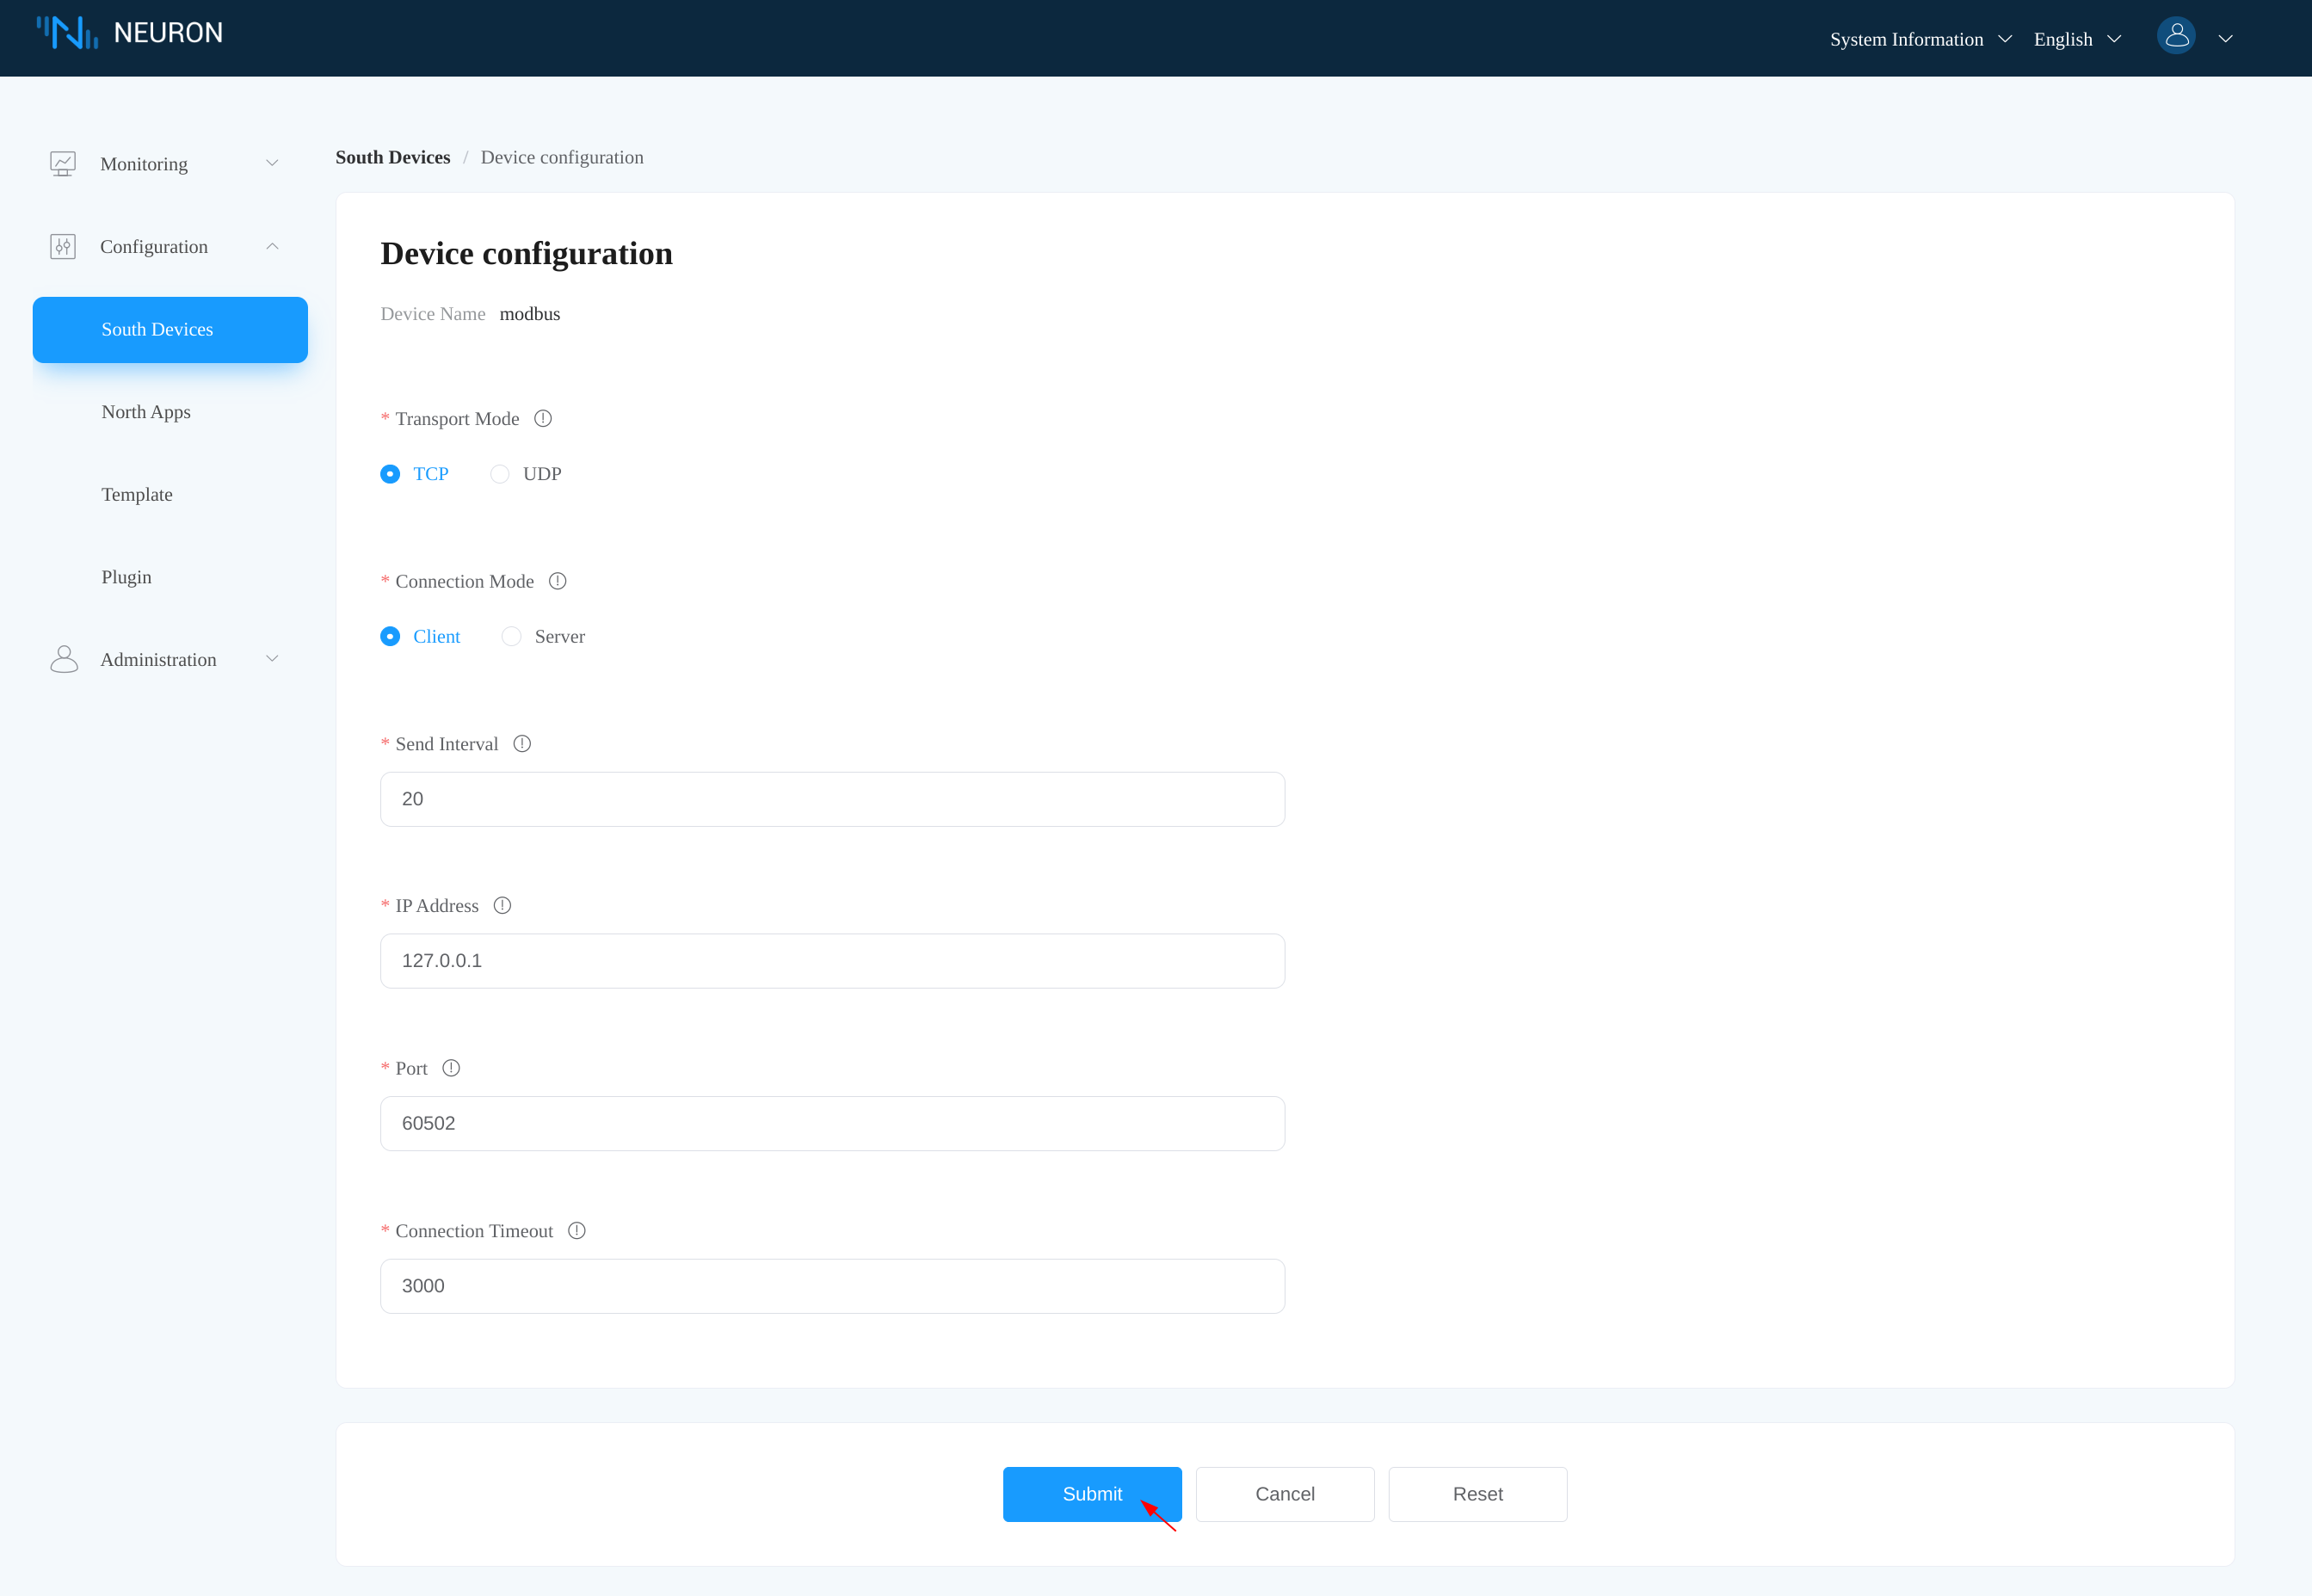 NEURON
System Information
English
Monitoring
Configuration
South Devices
North Apps
Template
Plugin
Administration
South Devices / Device configuration
Device configuration
Device Name modbus
* Transport Mode
TCP UDP
* Connection Mode
Client Server
* Send Interval
20
* IP Address
127.0.0.1
* Port
60502
* Connection Timeout
3000
Submit Cancel Reset